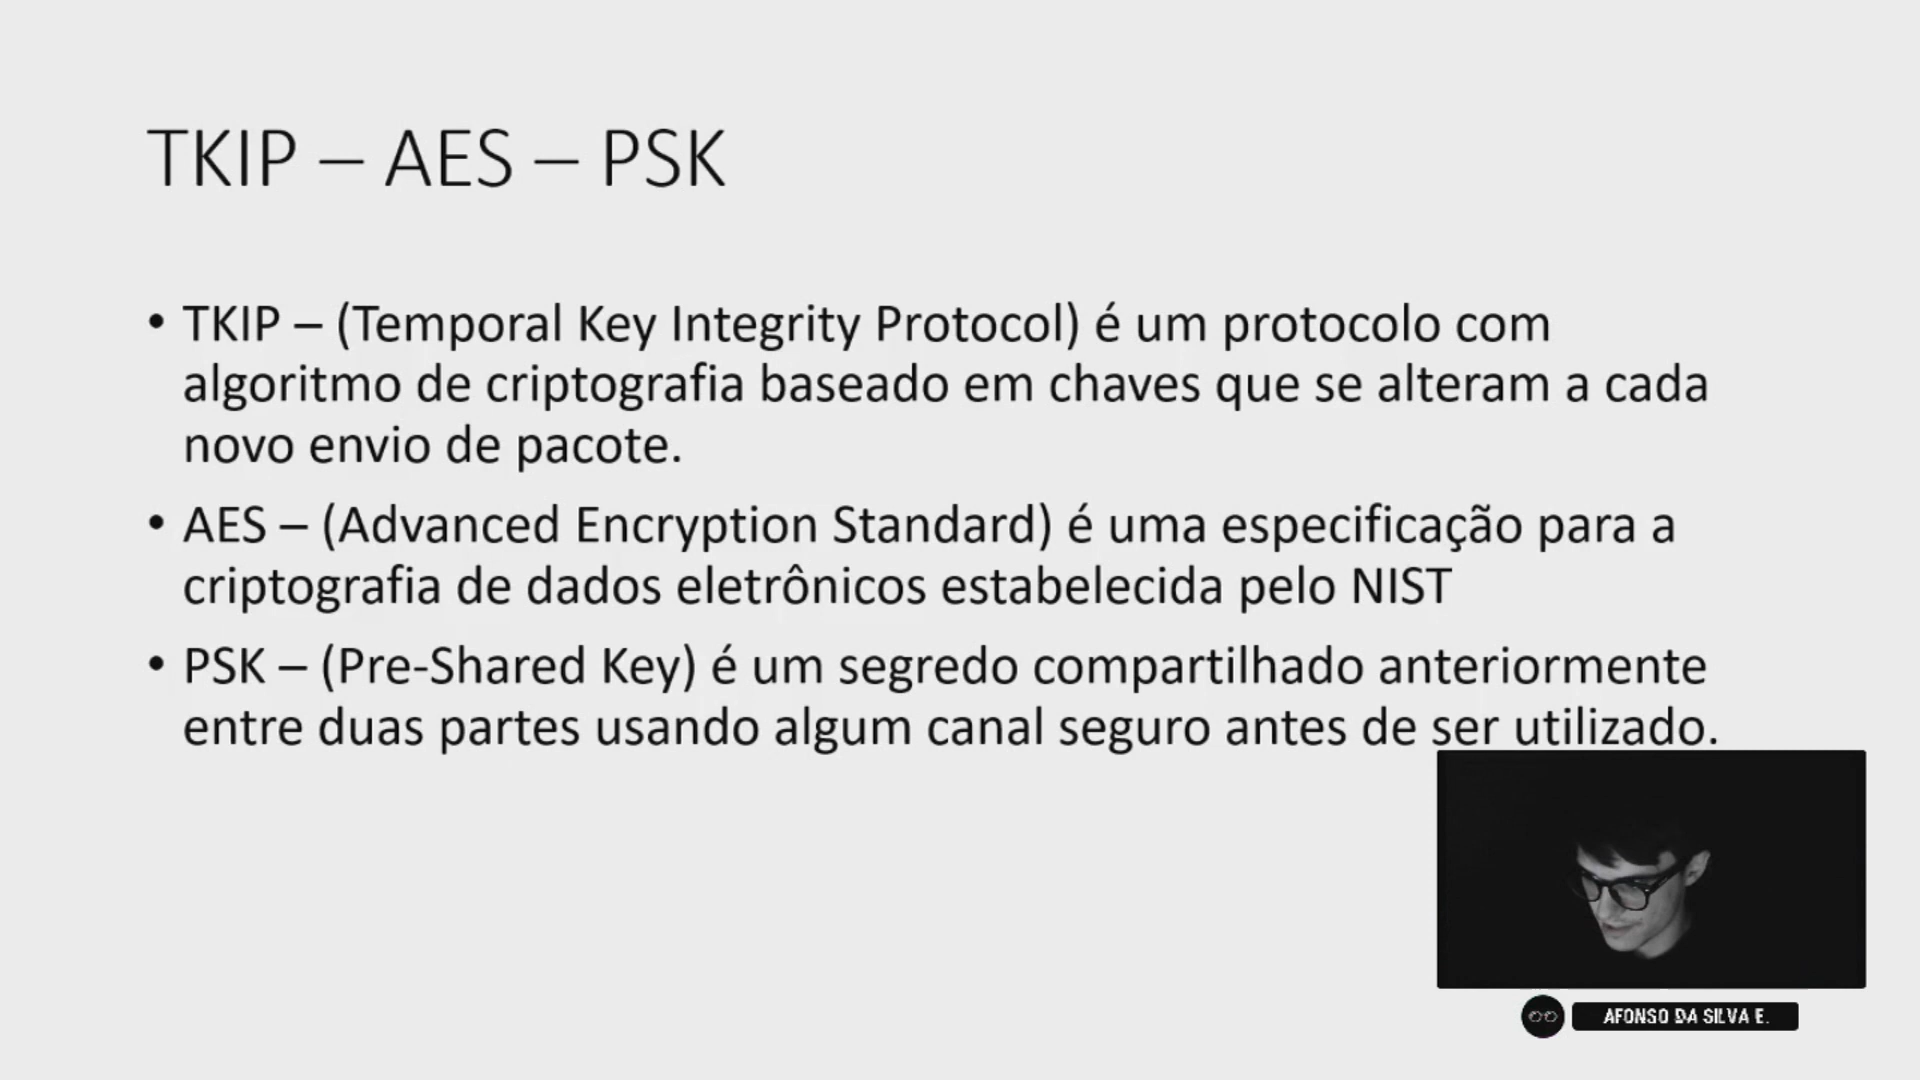 TKIP – AES – PSK
• TKIP – (Temporal Key Integrity Protocol) é um protocolo com
algoritmo de criptografia baseado em chaves que se alteram a cada
novo envio de pacote.
• AES – (Advanced Encryption Standard) é uma especificação para a
criptografia de dados eletrônicos estabelecida pelo NIST
• PSK – (Pre-Shared Key) é um segredo compartilhado anteriormente
entre duas partes usando algum canal seguro antes de ser utilizado.
AFONSO DA SILVA E.